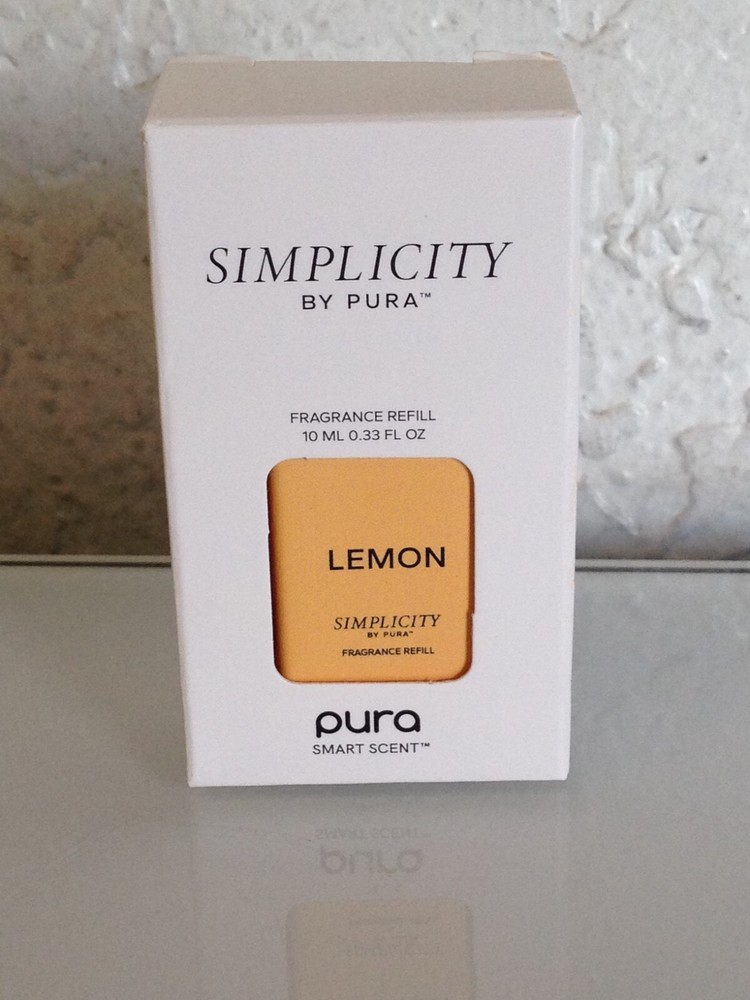 SIMPLICITY
BY PURA™
FRAGRANCE REFILL
10 ML 0.33 FL OZ
LEMON
SIMPLICITY
BY PURA™
FRAGRANCE REFILL
pura
SMART SCENT™